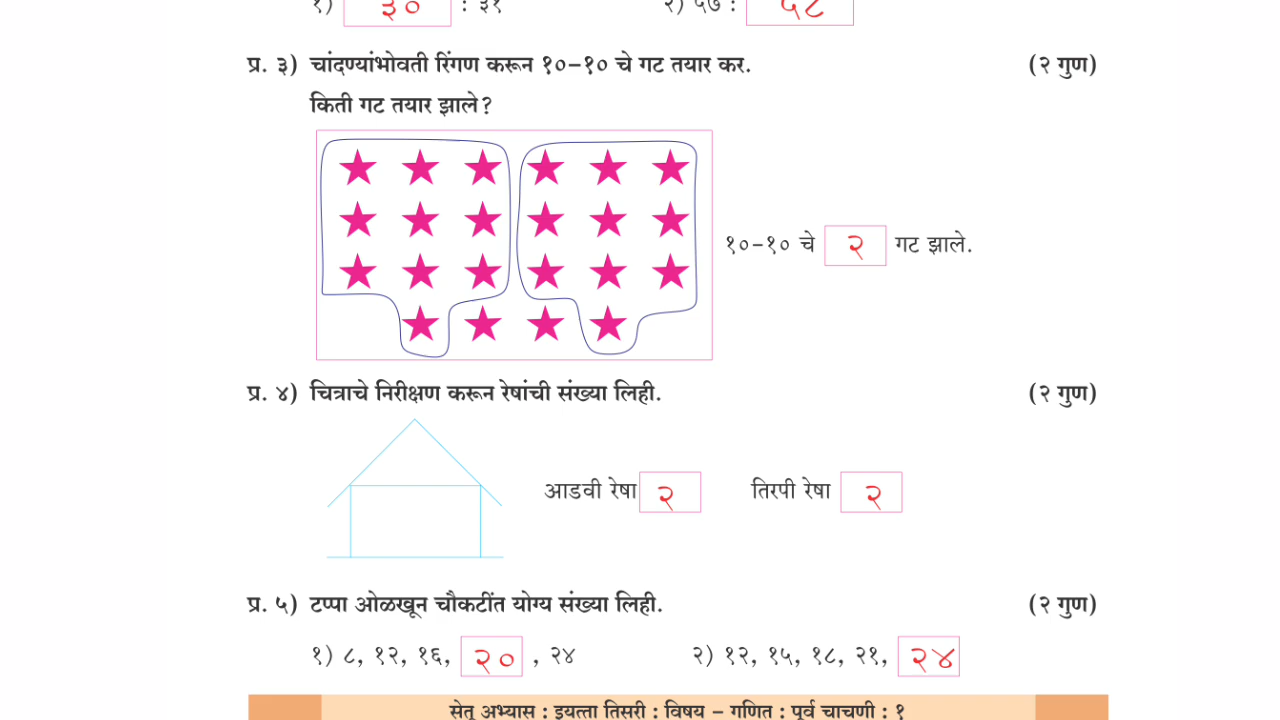 १) ३० : ३१ २) ५७ : ५८
प्र. ३) चांदण्यांभोवती रिंगण करून १०–१० चे गट तयार कर. (२ गुण)
किती गट तयार झाले?
१०–१० चे २ गट झाले.
प्र. ४) चित्राचे निरीक्षण करून रेषांची संख्या लिही. (२ गुण)
आडवी रेषा २ तिरपी रेषा २
प्र. ५) टप्पा ओळखून चौकटींत योग्य संख्या लिही. (२ गुण)
१) ८, १२, १६, २० , २४ २) १२, १५, १८, २१, २४
सेतू अभ्यास : इयत्ता तिसरी : विषय – गणित : पूर्व चाचणी : १